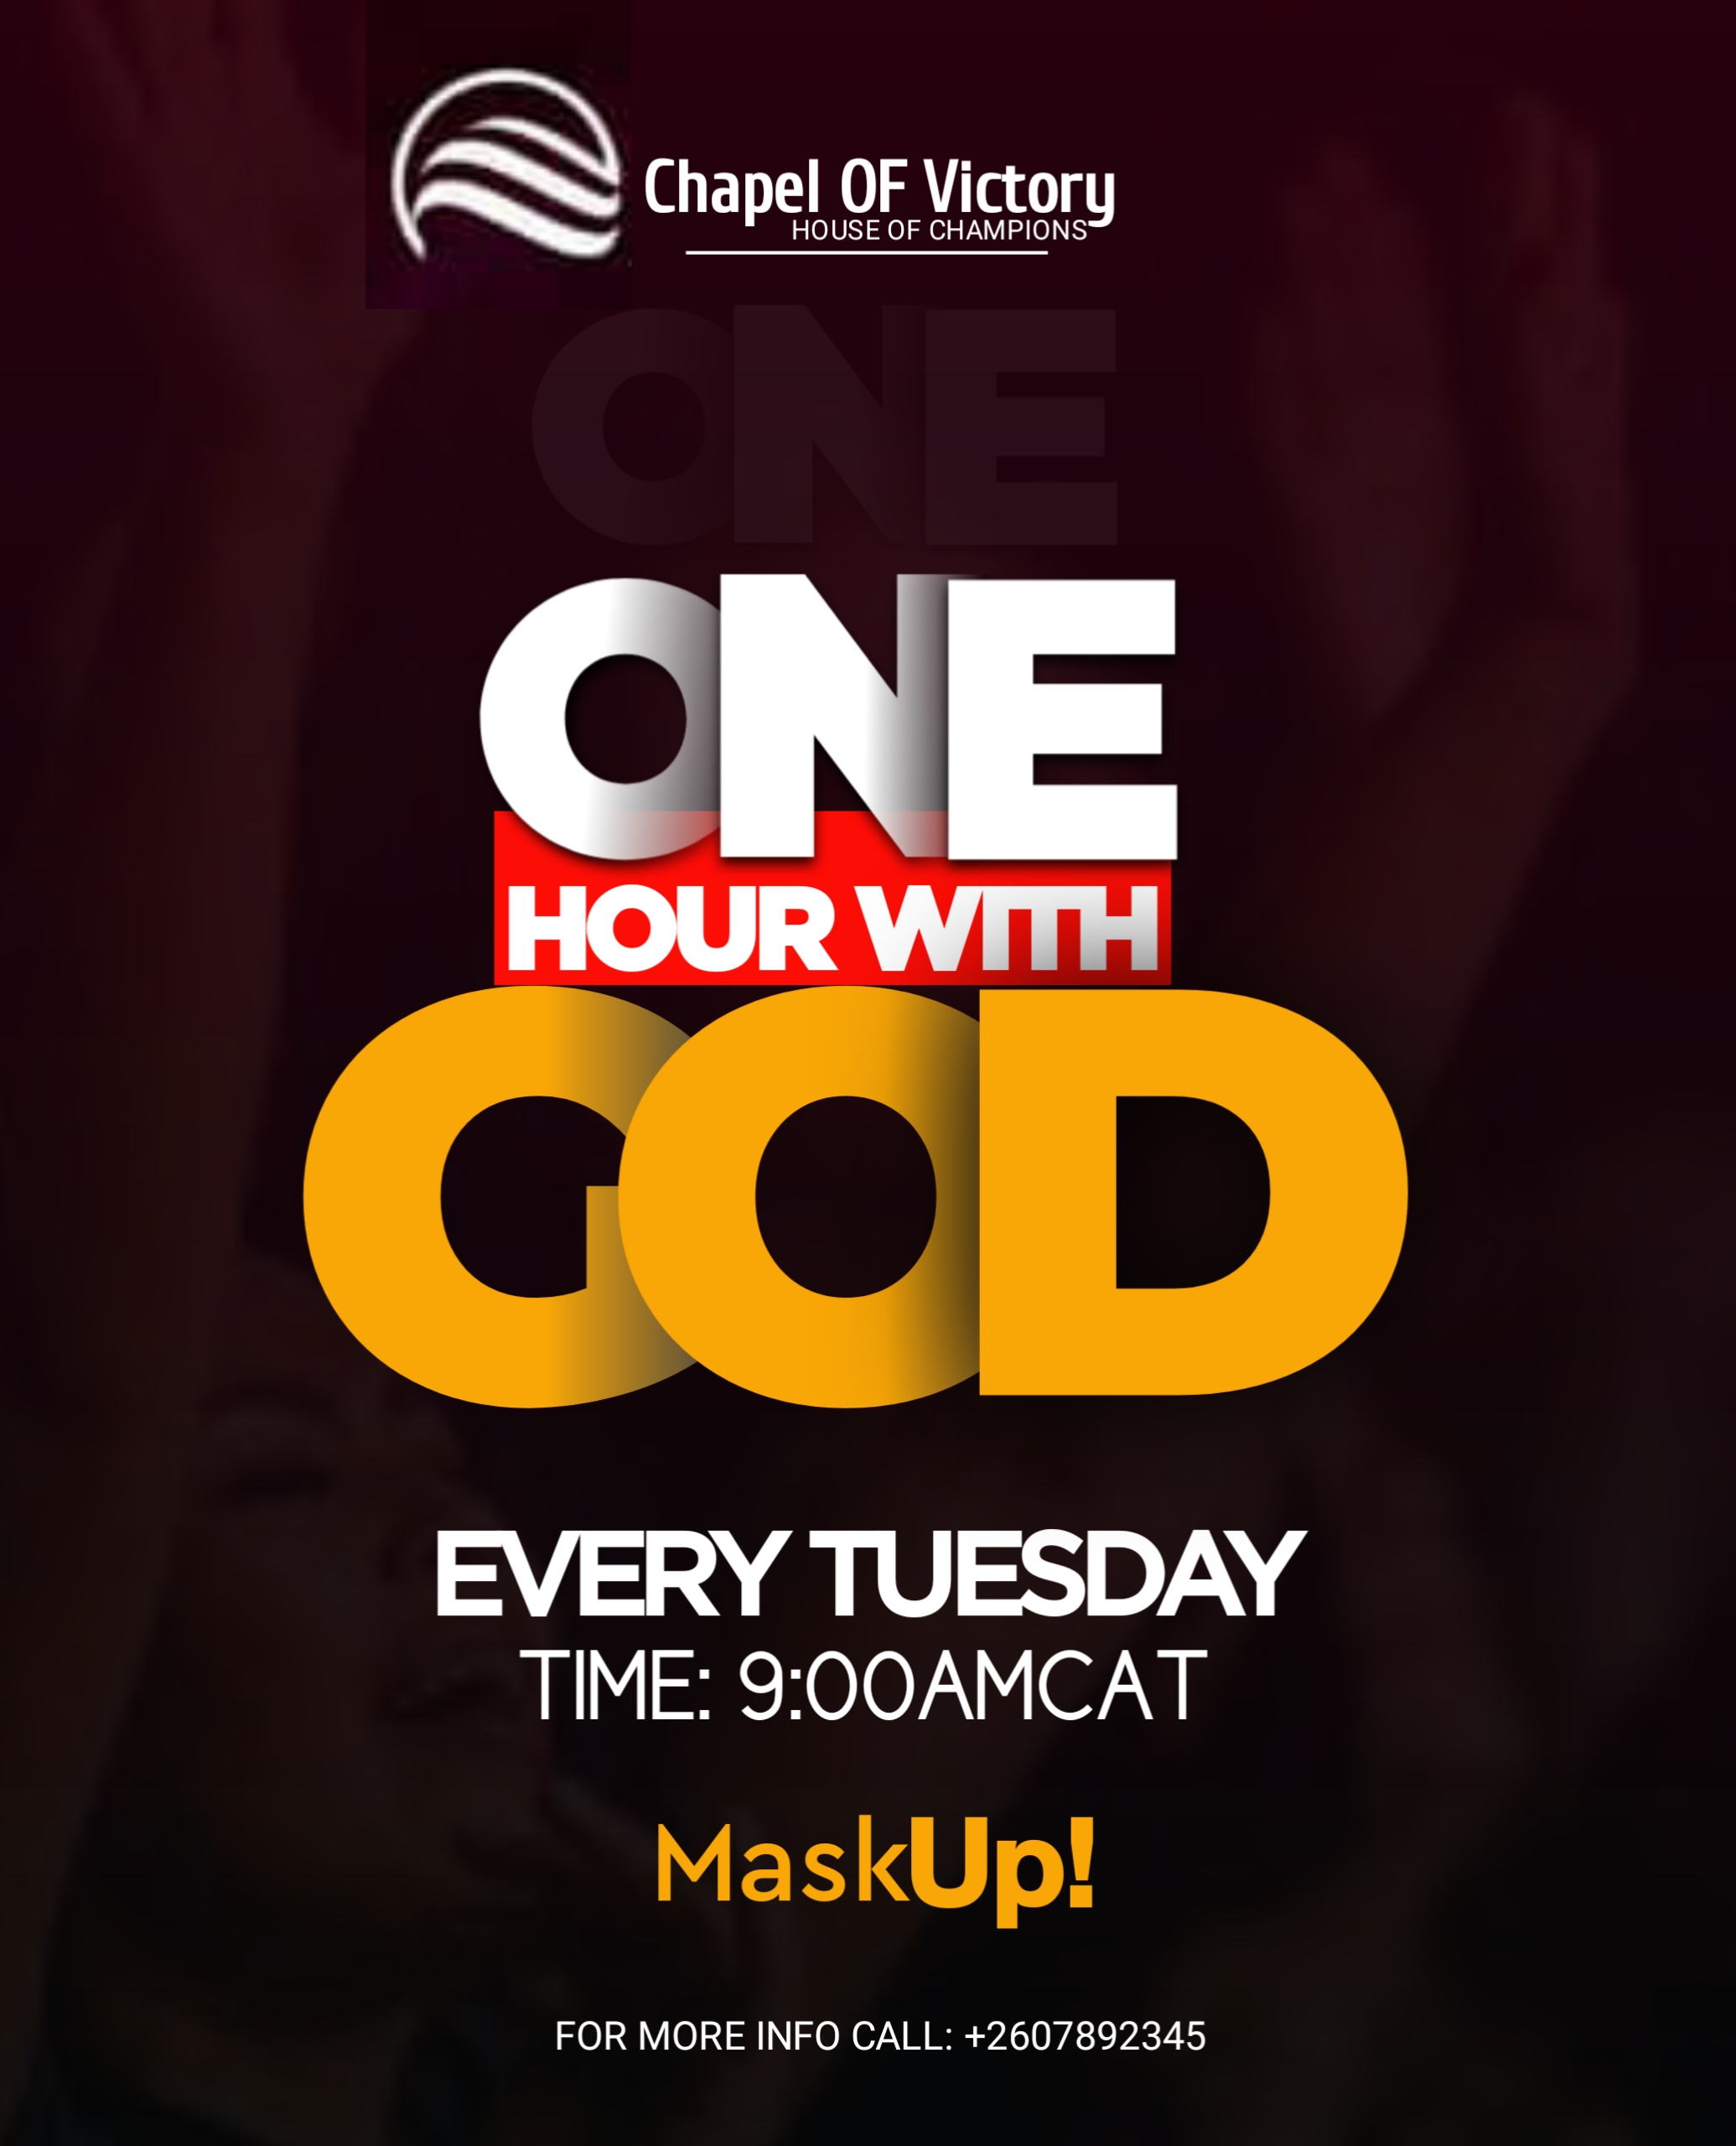 Chapel OF Victory
HOUSE OF CHAMPIONS
ONE
ONE
HOUR WITH
GOD
EVERY TUESDAY
TIME: 9:00AMCAT
MaskUp!
FOR MORE INFO CALL: +2607892345